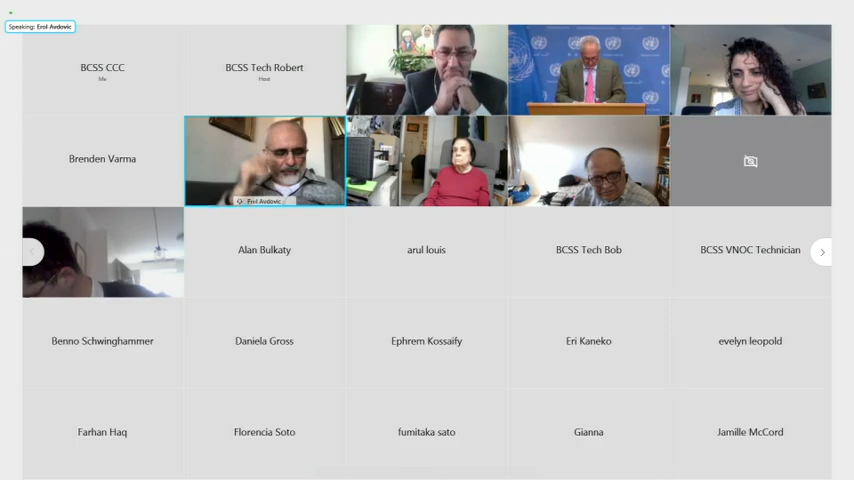 Speaking: Erol Avdovic
BCSS CCC
Me
BCSS Tech Robert
Host
Brenden Varma
Erol Avdovic
Alan Bulkaty
arul louis
BCSS Tech Bob
BCSS VNOC Technician
Benno Schwinghammer
Daniela Gross
Ephrem Kossaify
Eri Kaneko
evelyn leopold
Farhan Haq
Florencia Soto
fumitaka sato
Gianna
Jamille McCord